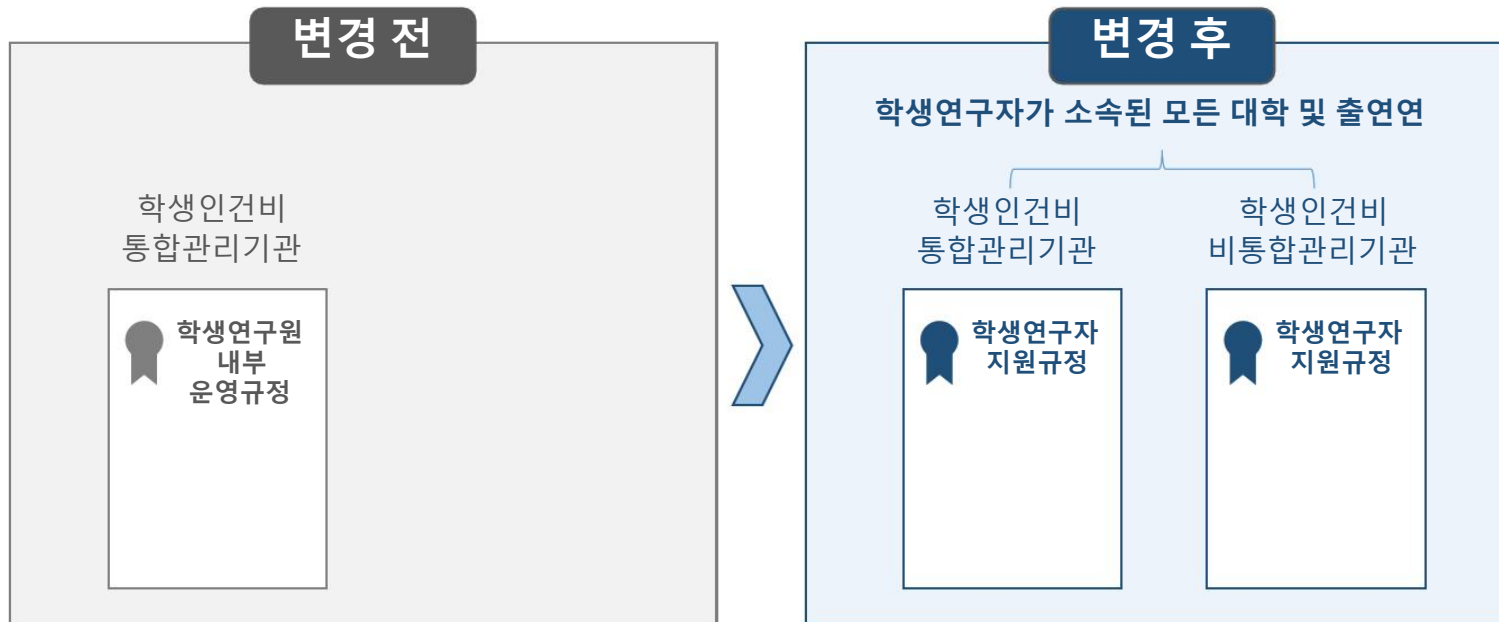 변경 전
학생인건비
통합관리기관
학생연구원
내부
운영규정
변경 후
학생연구자가 소속된 모든 대학 및 출연연
학생인건비
통합관리기관
학생연구자
지원규정
학생인건비
비통합관리기관
학생연구자
지원규정